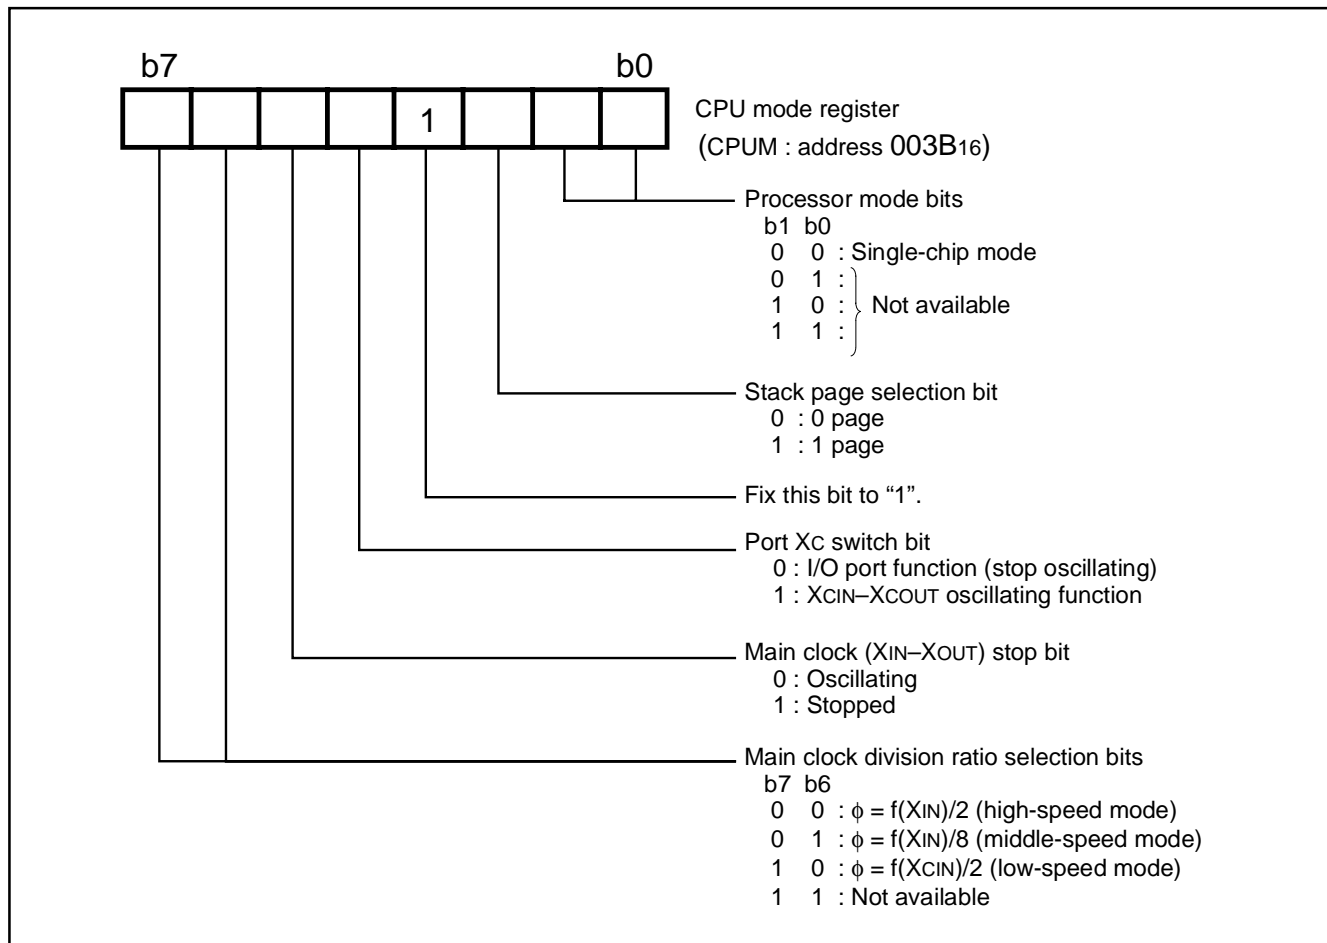 b7 b0
1
CPU mode register
(CPUM : address 003B16)
Processor mode bits
b1 b0
0 0 : Single-chip mode
0 1 :
1 0 : Not available
1 1 :
Stack page selection bit
0 : 0 page
1 : 1 page
Fix this bit to “1”.
Port XC switch bit
0 : I/O port function (stop oscillating)
1 : XCIN–XCOUT oscillating function
Main clock (XIN–XOUT) stop bit
0 : Oscillating
1 : Stopped
Main clock division ratio selection bits
b7 b6
0 0 : ϕ = f(XIN)/2 (high-speed mode)
0 1 : ϕ = f(XIN)/8 (middle-speed mode)
1 0 : ϕ = f(XCIN)/2 (low-speed mode)
1 1 : Not available